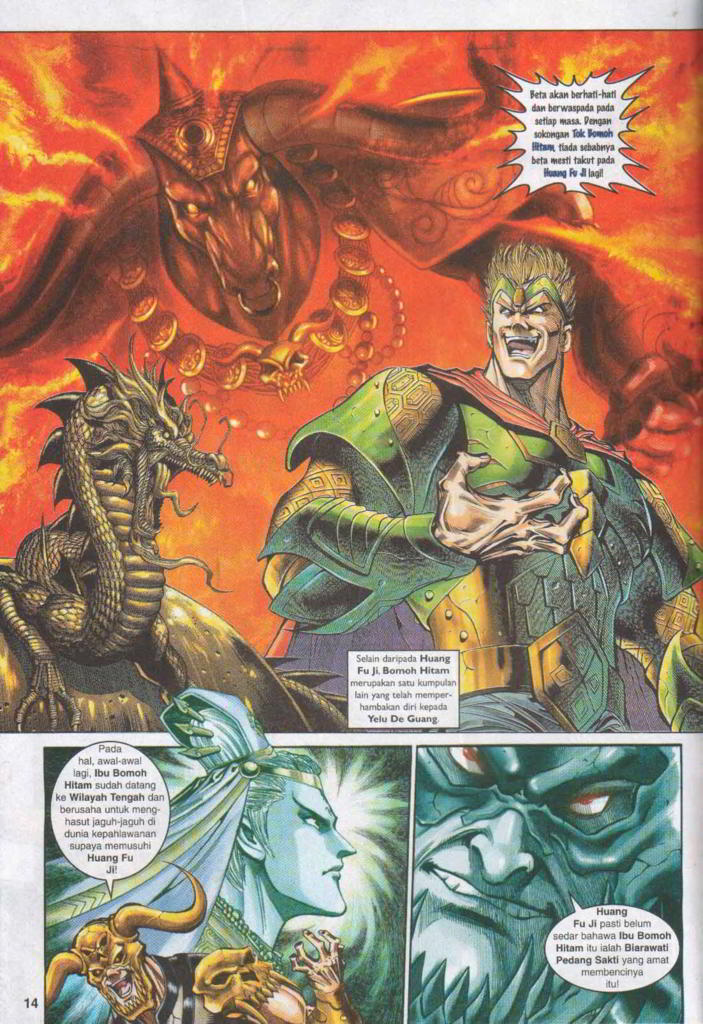 Beta akan berhati-hati
dan berwaspada pada
setiap masa. Dengan
sokongan Tok Bomoh
Hitam, tiada sebabnya
beta mesti takut pada
Huang Fu Ji lagi!
Selain daripada Huang
Fu Ji, Bomoh Hitam
merupakan satu kumpulan
lain yang telah memper-
hambakan diri kepada
Yelu De Guang.
Pada
hal, awal-awal
lagi, Ibu Bomoh
Hitam sudah datang
ke Wilayah Tengah dan
berusaha untuk meng-
hasut jaguh-jaguh di
dunia kepahlawanan
supaya memusuhi
Huang Fu
Ji!
Huang
Fu Ji pasti belum
sedar bahawa Ibu Bomoh
Hitam itu ialah Biarawati
Pedang Sakti yang amat
membencinya
itu!
14